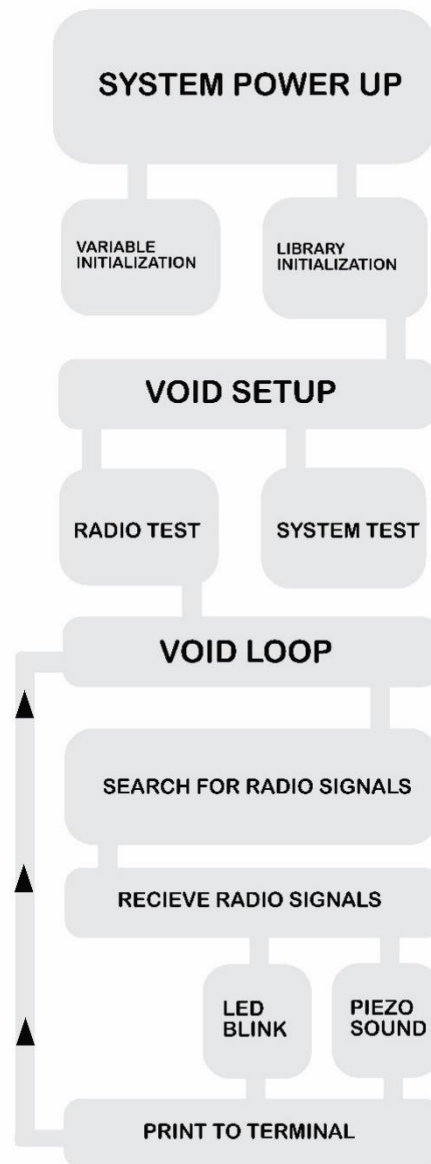 SYSTEM POWER UP
VARIABLE
INITIALIZATION
LIBRARY
INITIALIZATION
VOID SETUP
RADIO TEST
SYSTEM TEST
VOID LOOP
SEARCH FOR RADIO SIGNALS
RECIEVE RADIO SIGNALS
LED
BLINK
PIEZO
SOUND
PRINT TO TERMINAL